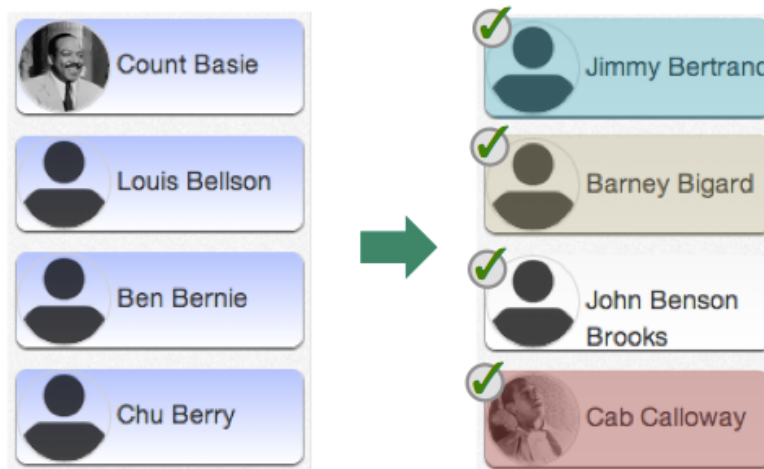 Count Basie
Louis Bellson
Ben Bernie
Chu Berry
Jimmy Bertrand
Barney Bigard
John Benson
Brooks
Cab Calloway